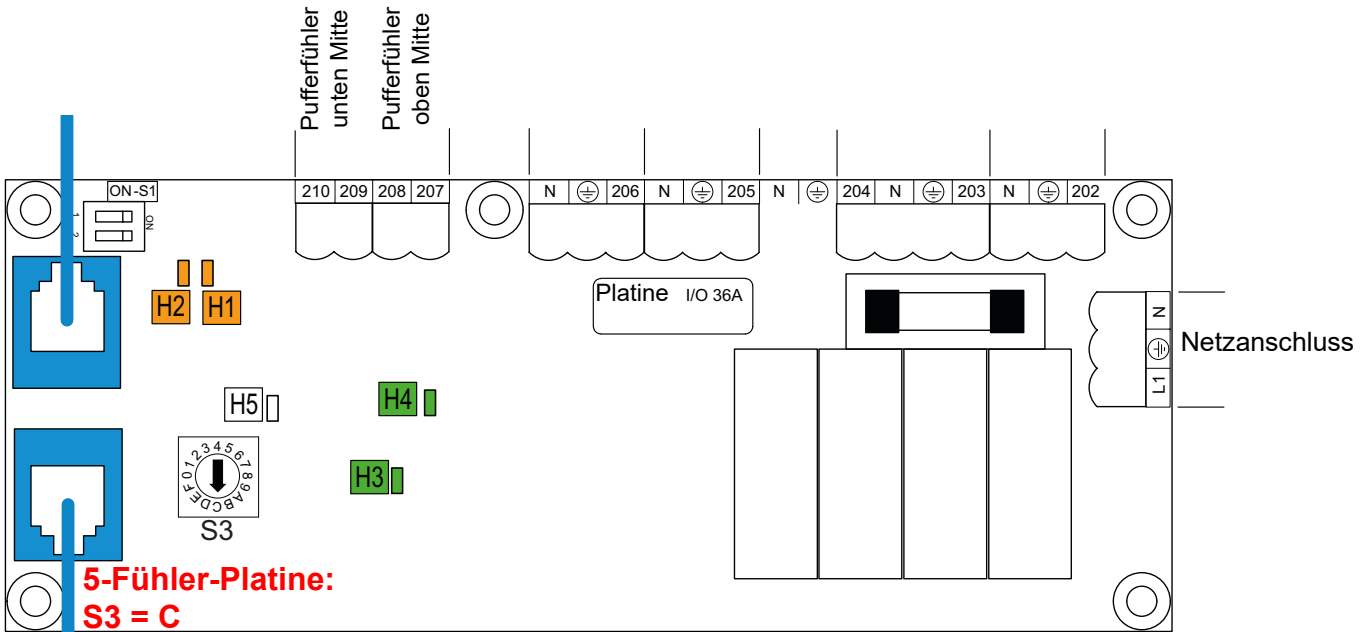 Pufferfühler
unten Mitte
Pufferfühler
oben Mitte
ON-S1
1
2
ON
210 209 208 207
N 206 N 205 N 204 N 203 N 202
H2 H1
Platine I/O 36A
N
L1
Netzanschluss
H5
H4
H3
0123456789ABCDEF
S3
5-Fühler-Platine:
S3 = C